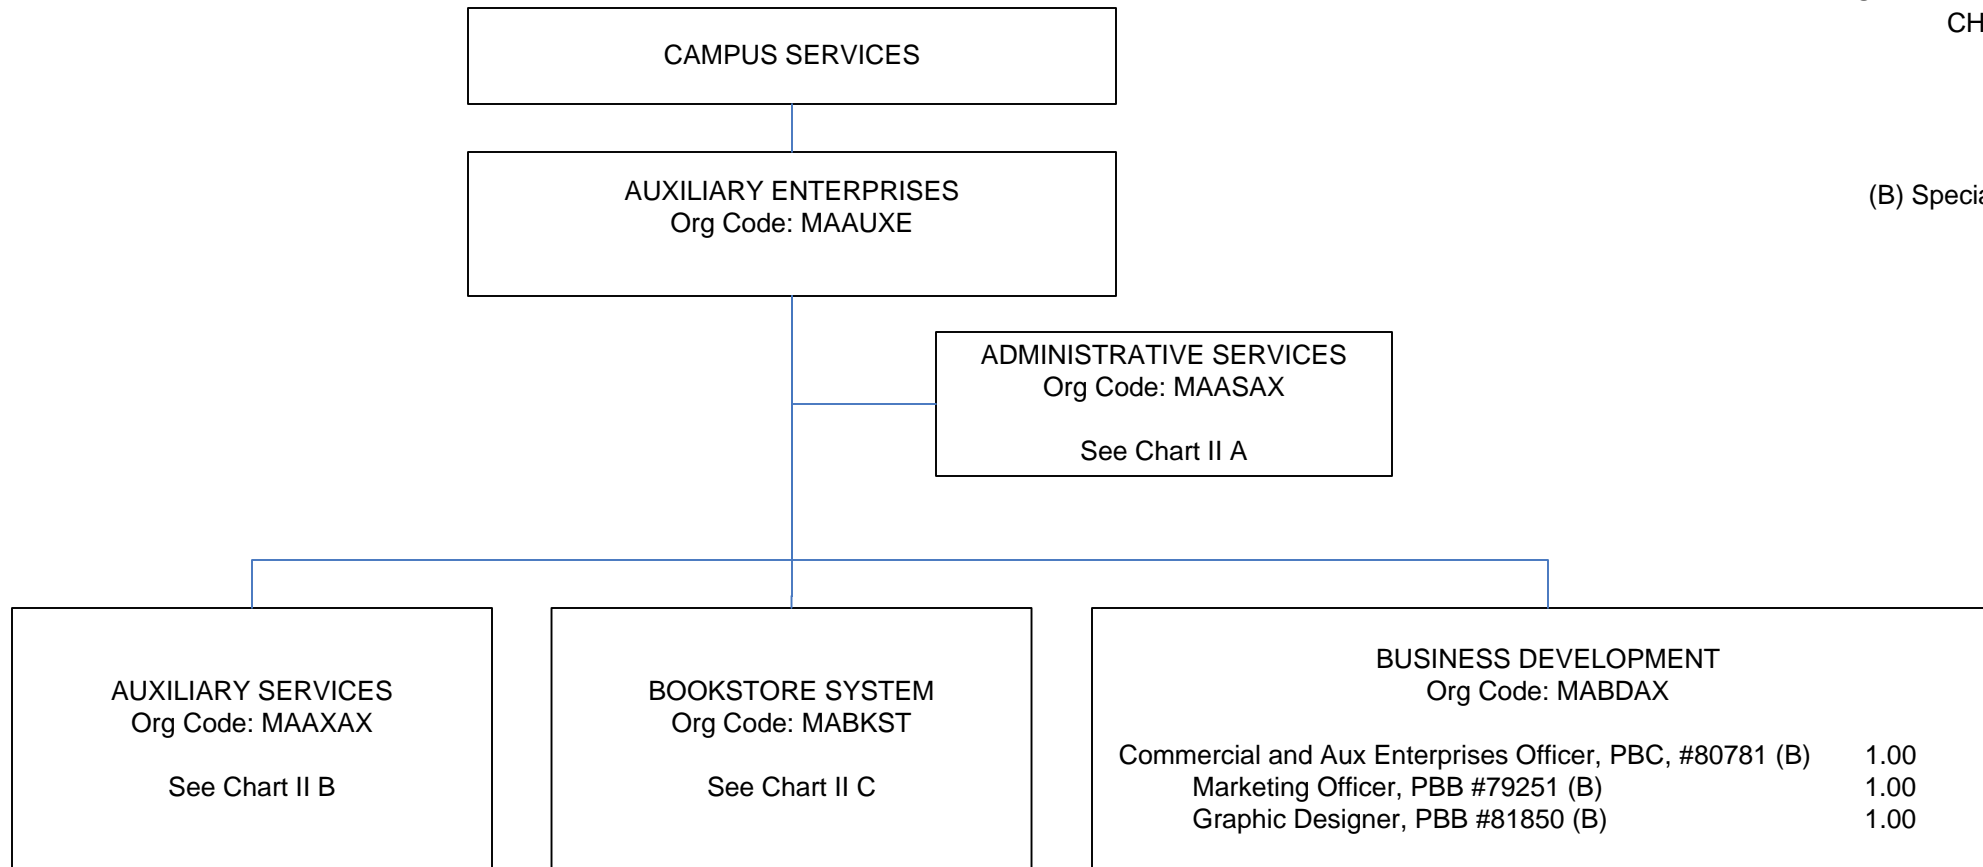 CH
CAMPUS SERVICES
AUXILIARY ENTERPRISES
Org Code: MAAUXE
(B)
ADMINISTRATIVE SERVICES
Org Code: MAASAX
See Chart II A
AUXILIARY SERVICES
Org Code: MAAXAX
See Chart II B
BOOKSTORE SYSTEM
Org Code: MABKST
See Chart II C
BUSINESS DEVELOPMENT
Org Code: MABDAX
Commercial and Aux Enterprises Officer, PBC, #80781 (B) 1.00
Marketing Officer, PBB #79251 (B) 1.00
Graphic Designer, PBB #81850 (B) 1.00